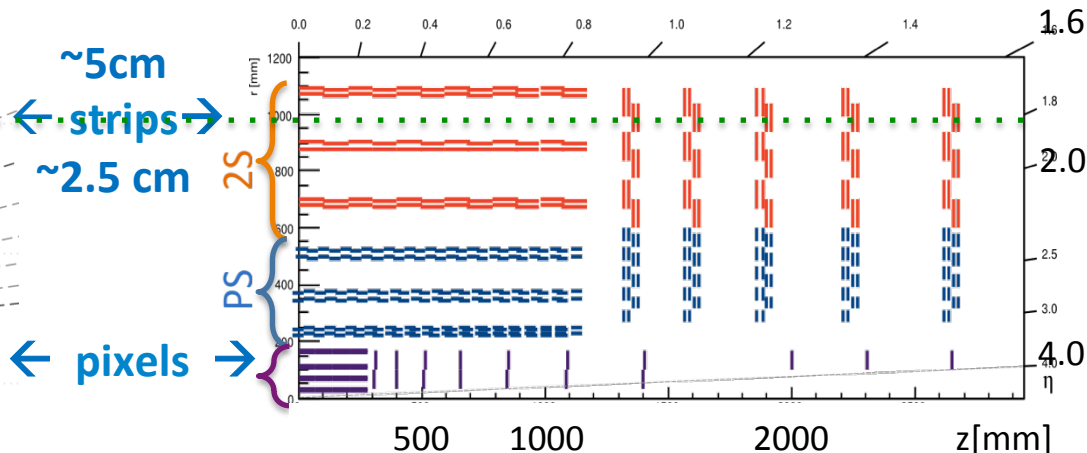 0.0 0.2 0.4 0.6 0.8 1.0 1.2 1.4 1.6
~5cm
← strips →
~2.5 cm
← pixels →
2S
PS
r [mm]
1200
1000
800
600
400
200
0
1.8
2.0
2.5
3.0
4.0
η
500 1000 2000 z[mm]